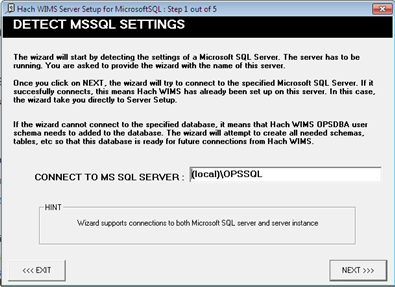 Hach WIMS Server Setup for MicrosoftSQL : Step 1 out of 5
DETECT MSSQL SETTINGS
The wizard will start by detecting the settings of a Microsoft SQL Server. The server has to be
running. You are asked to provide the wizard with the name of this server.
Once you click on NEXT, the wizard will try to connect to the specified Microsoft SQL Server. If it
succesfully connects, this means Hach WIMS has already been set up on this server. In this case,
the wizard take you directly to Server Setup.
If the wizard cannot connect to the specified database, it means that Hach WIMS OPSDBA user
schema needs to added to the database. The wizard will attempt to create all needed schemas,
tables, etc so that this database is ready for future connections from Hach WIMS.
CONNECT TO MS SQL SERVER : (local)\OPSSQL
HINT
Wizard supports connections to both Microsoft SQL server and server instance
<<< EXIT
NEXT >>>